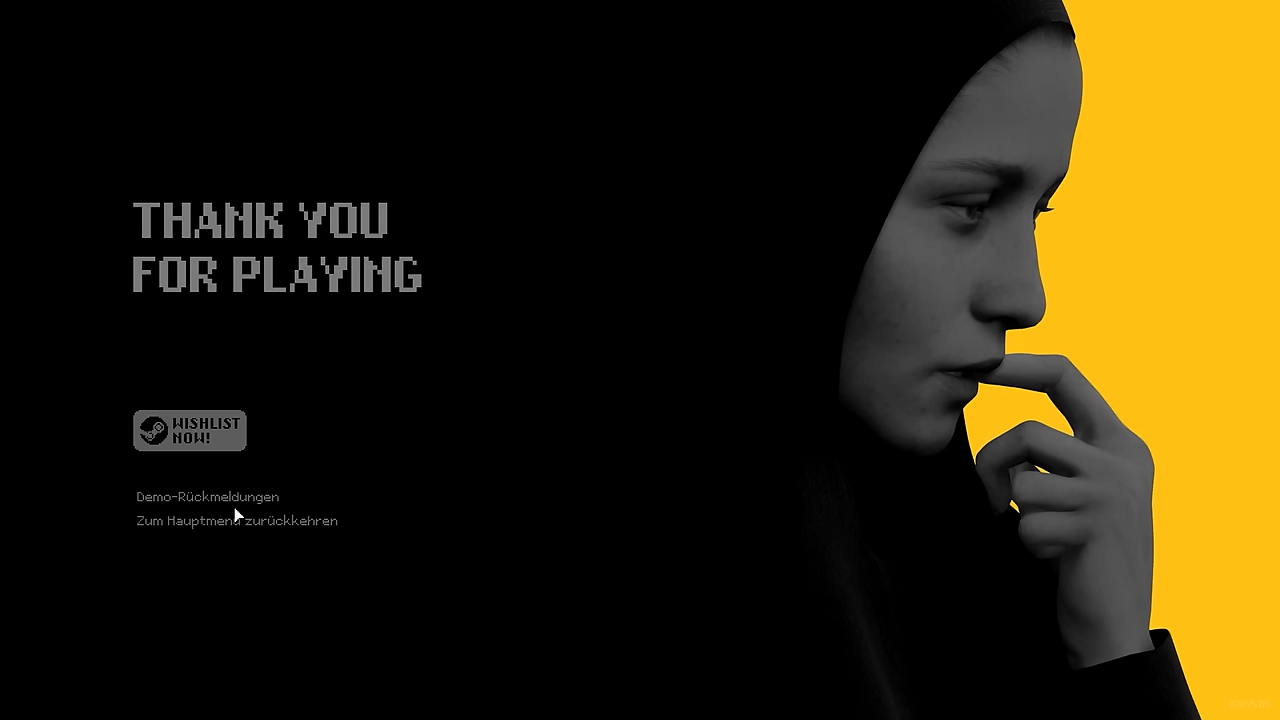 THANK YOU
FOR PLAYING
WISHLIST
NOW!
Demo-Rückmeldungen
Zum Hauptmenü zurückkehren